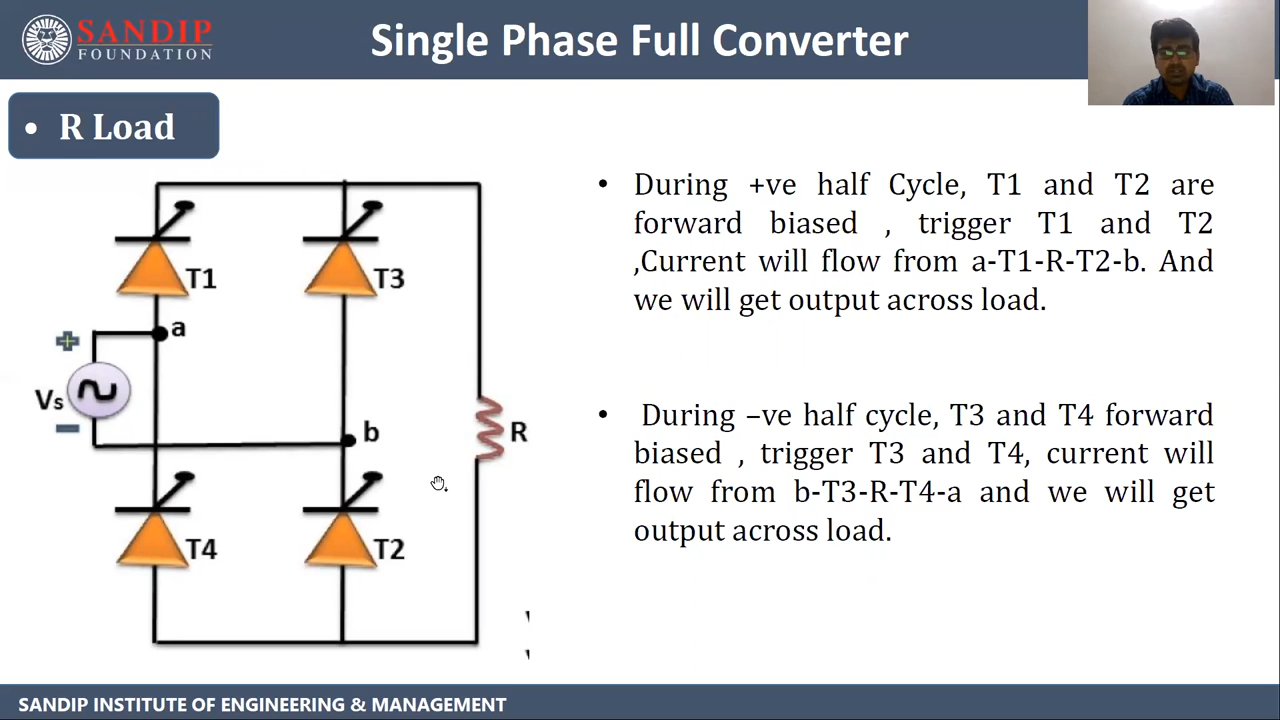 SANDIP
FOUNDATION
Single Phase Full Converter
• R Load
T1
T3
a
+
Vs
−
b
R
T4
T2
• During +ve half Cycle, T1 and T2 are
forward biased , trigger T1 and T2
,Current will flow from a-T1-R-T2-b. And
we will get output across load.
• During –ve half cycle, T3 and T4 forward
biased , trigger T3 and T4, current will
flow from b-T3-R-T4-a and we will get
output across load.
SANDIP INSTITUTE OF ENGINEERING & MANAGEMENT